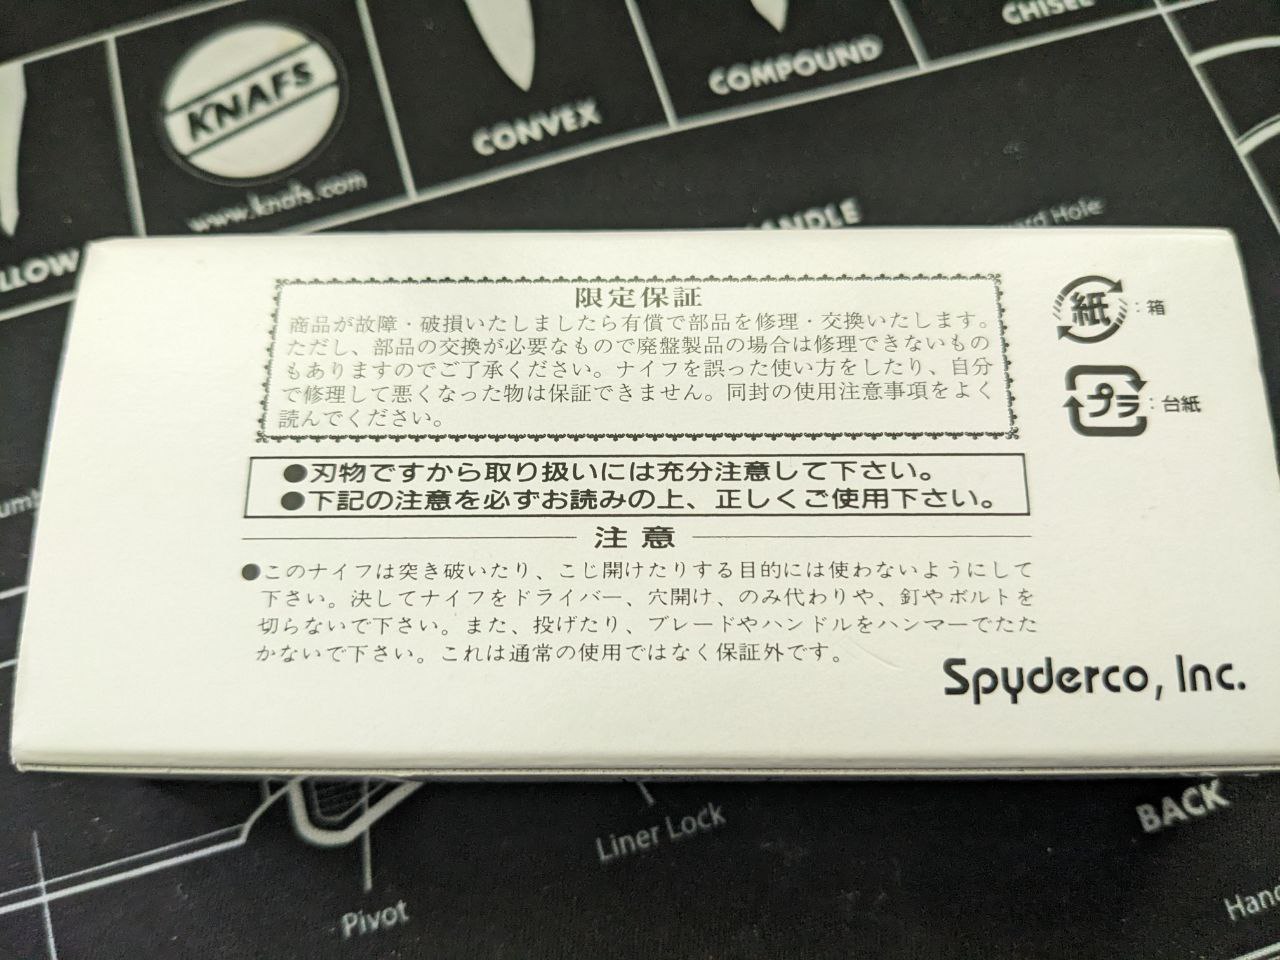 KNAFS
www.knafs.com
CONVEX
COMPOUND
CHISEL
限定保証
商品が故障・破損いたしましたら有償で部品を修理・交換いたします。
ただし、部品の交換が必要なもので廃盤製品の場合は修理できないもの
もありますのでご了承ください。ナイフを誤った使い方をしたり、自分
で修理して悪くなった物は保証できません。同封の使用注意事項をよく
読んでください。
紙:箱
プラ:台紙
●刃物ですから取り扱いには充分注意して下さい。
●下記の注意を必ずお読みの上、正しくご使用下さい。
注意
●このナイフは突き破いたり、こじ開けたりする目的には使わないようにして
下さい。決してナイフをドライバー、穴開け、のみ代わりや、釘やボルトを
切らないで下さい。また、投げたり、ブレードやハンドルをハンマーでたた
かないで下さい。これは通常の使用ではなく保証外です。
Spyderco, Inc.
Liner Lock
BACK
Pivot